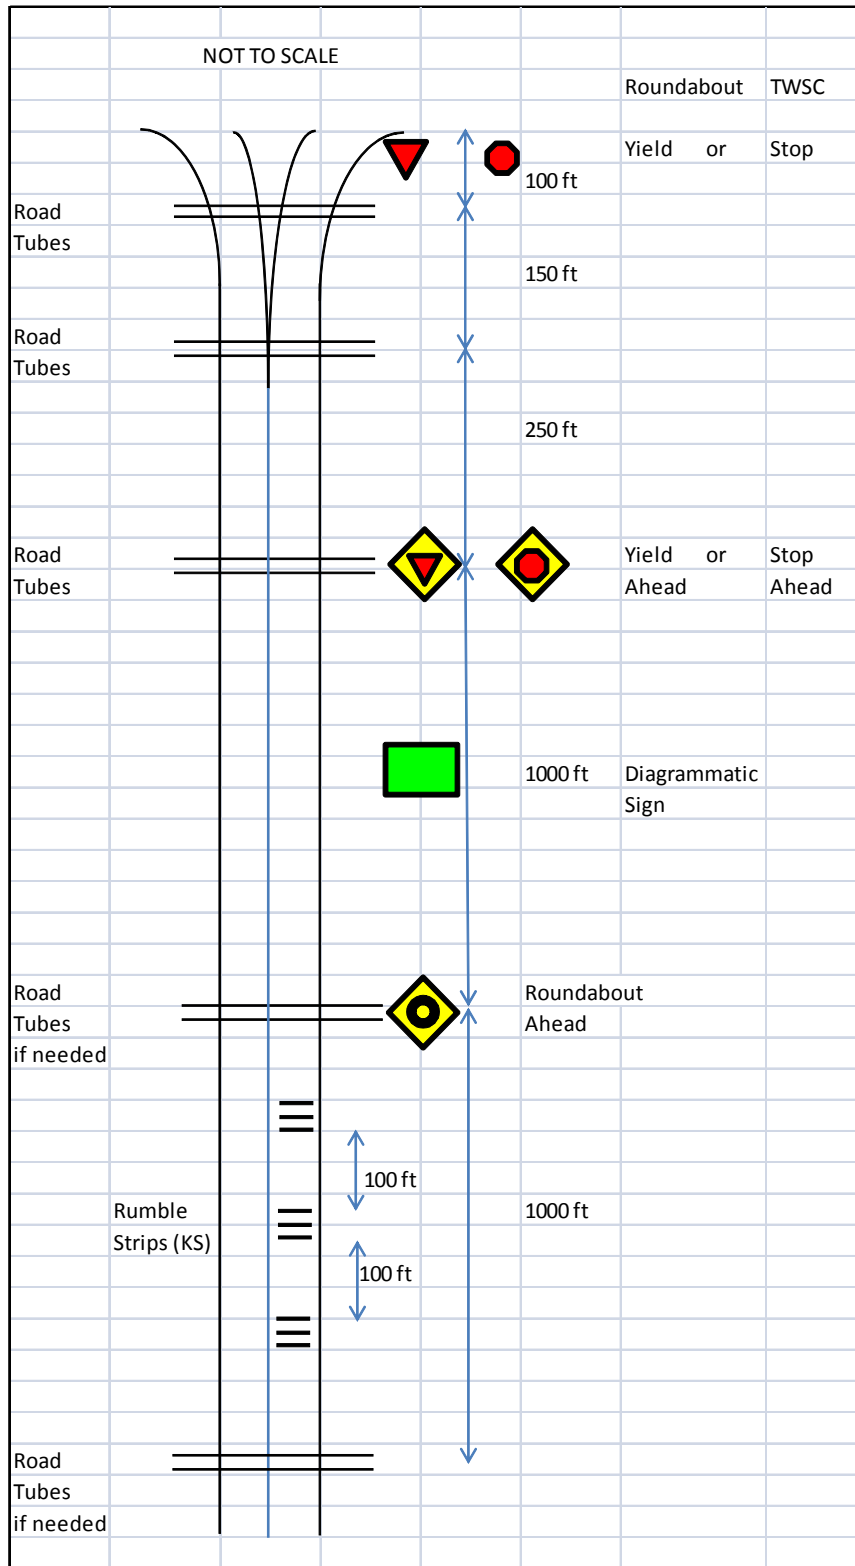 NOT TO SCALE
Roundabout TWSC
Yield or Stop
100 ft
Road
Tubes
150 ft
Road
Tubes
250 ft
Road
Tubes
Yield or Stop
Ahead Ahead
1000 ft
Diagrammatic
Sign
Road
Tubes
if needed
Roundabout
Ahead
100 ft
Rumble
Strips (KS)
1000 ft
100 ft
Road
Tubes
if needed